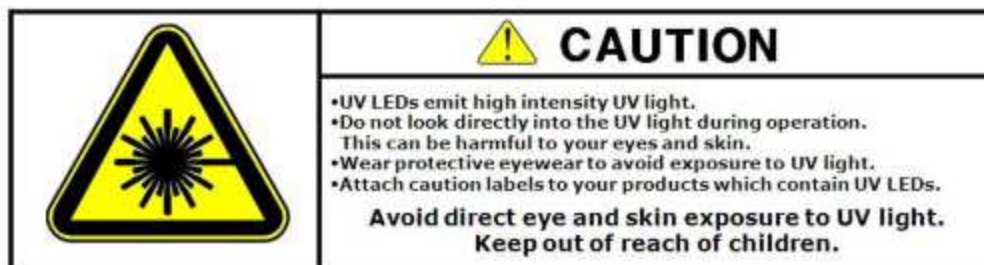 CAUTION
•UV LEDs emit high intensity UV light.
•Do not look directly into the UV light during operation.
This can be harmful to your eyes and skin.
•Wear protective eyewear to avoid exposure to UV light.
•Attach caution labels to your products which contain UV LEDs.
Avoid direct eye and skin exposure to UV light.
Keep out of reach of children.